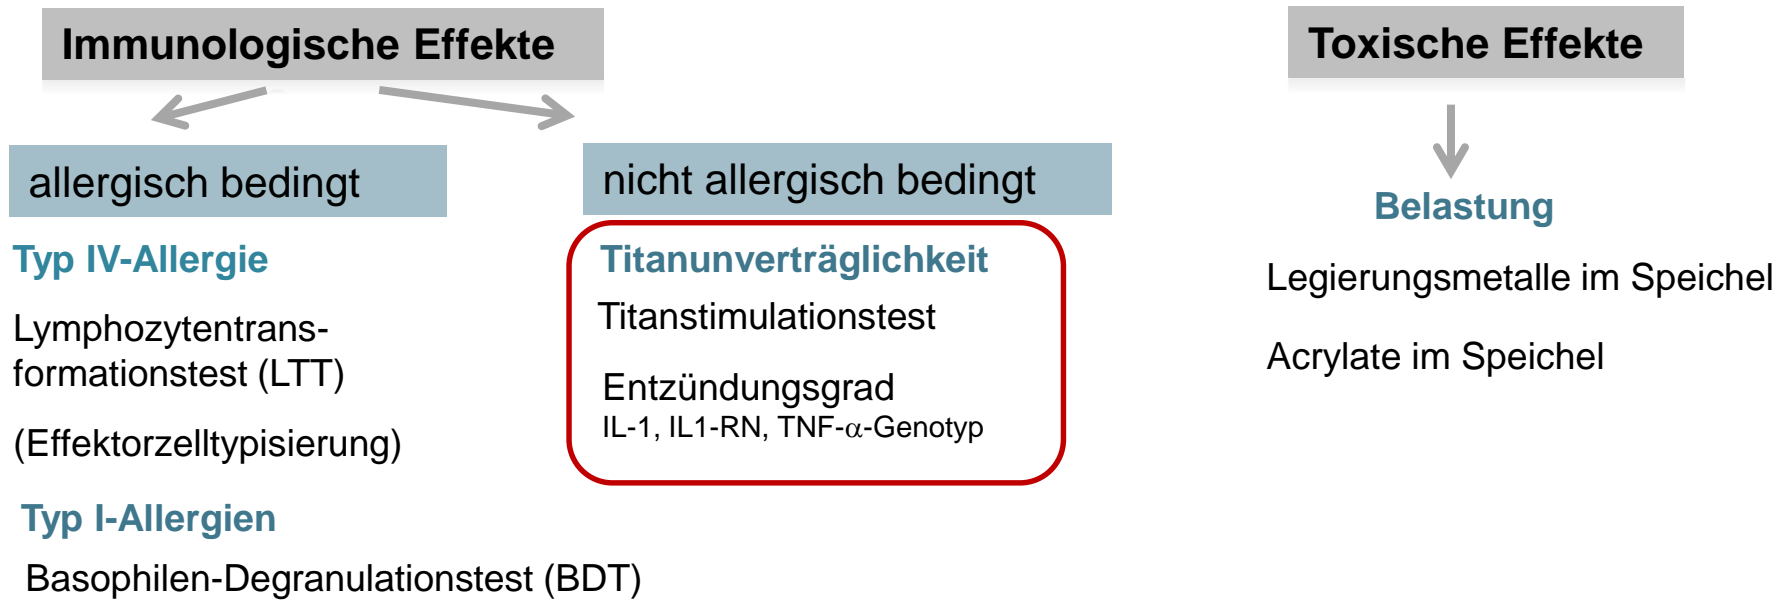 Immunologische Effekte
allergisch bedingt
Typ IV-Allergie
Lymphozytentrans-
formationstest (LTT)
(Effektorzelltypisierung)
Typ I-Allergien
Basophilen-Degranulationstest (BDT)
nicht allergisch bedingt
Titanunverträglichkeit
Titanstimulationstest
Entzündungsgrad
IL-1, IL1-RN, TNF-α-Genotyp
Toxische Effekte
Belastung
Legierungsmetalle im Speichel
Acrylate im Speichel